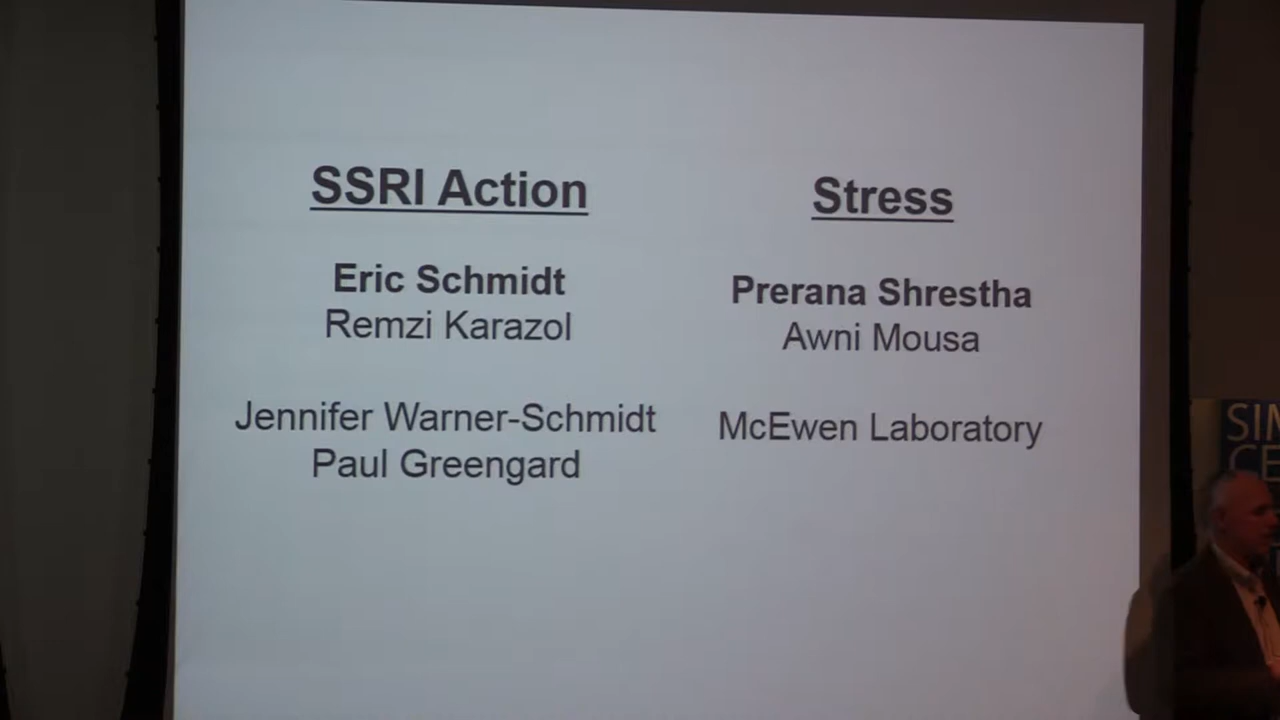 SSRI Action
Eric Schmidt
Remzi Karazol
Jennifer Warner-Schmidt
Paul Greengard
Stress
Prerana Shrestha
Awni Mousa
McEwen Laboratory